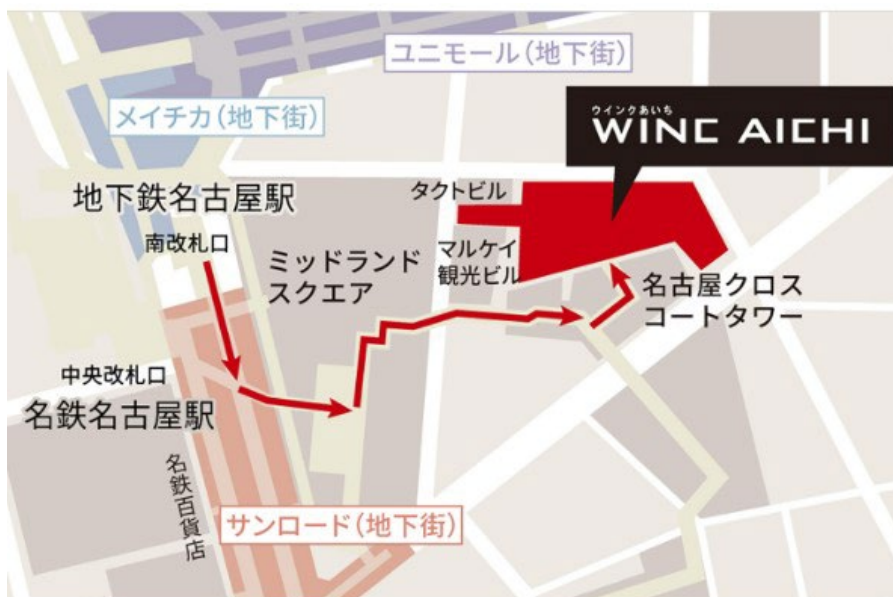 ユニモール（地下街）
ウインクあいち
WINC AICHI
メイチカ（地下街）
地下鉄名古屋駅
南改札口
タクトビル
ミッドランド
スクエア
マルケイ
観光ビル
名古屋クロス
コートタワー
中央改札口
名鉄名古屋駅
名鉄百貨店
サンロード（地下街）